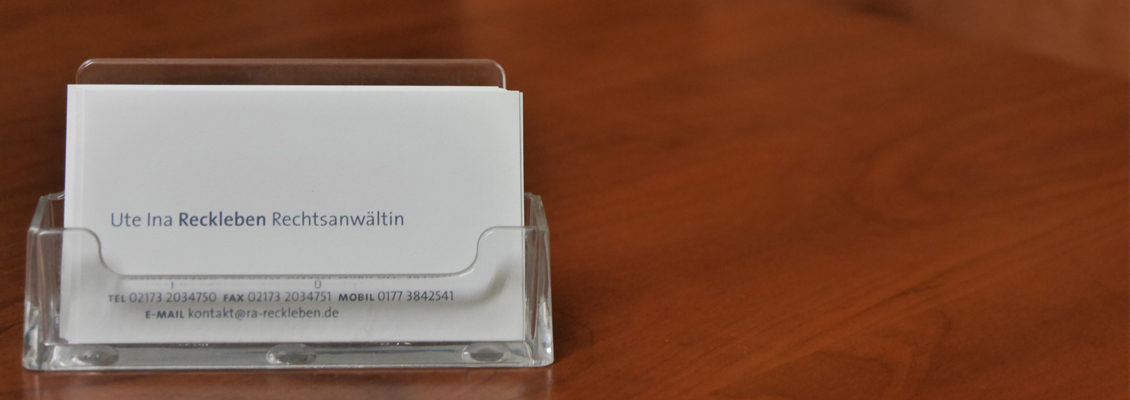 Ute Ina Reckleben Rechtsanwältin
TEL 02173 2034750 FAX 02173 2034751 MOBIL 0177 3842541
E-MAIL kontakt@ra-reckleben.de